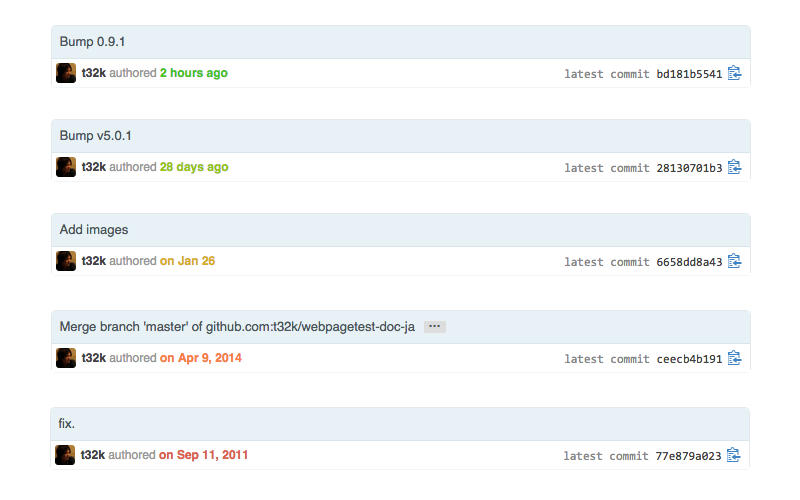 Bump 0.9.1
t32k authored 2 hours ago latest commit bd181b5541
Bump v5.0.1
t32k authored 28 days ago latest commit 28130701b3
Add images
t32k authored on Jan 26 latest commit 6658dd8a43
Merge branch 'master' of github.com:t32k/webpagetest-doc-ja ...
t32k authored on Apr 9, 2014 latest commit ceecb4b191
fix.
t32k authored on Sep 11, 2011 latest commit 77e879a023